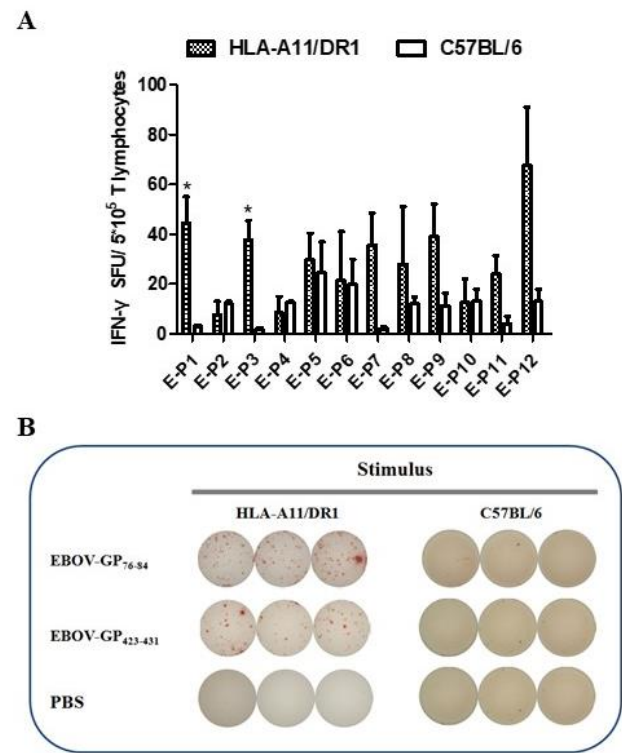 A
HLA-A11/DR1 C57BL/6
IFN-γ SFU/ 5*10⁵ T lymphocytes
100
80
60
40
20
0
* *
E-P1 E-P2 E-P3 E-P4 E-P5 E-P6 E-P7 E-P8 E-P9 E-P10 E-P11 E-P12
B
Stimulus
HLA-A11/DR1 C57BL/6
EBOV-GP₇₆₋₈₄
EBOV-GP₄₂₃₋₄₃₁
PBS